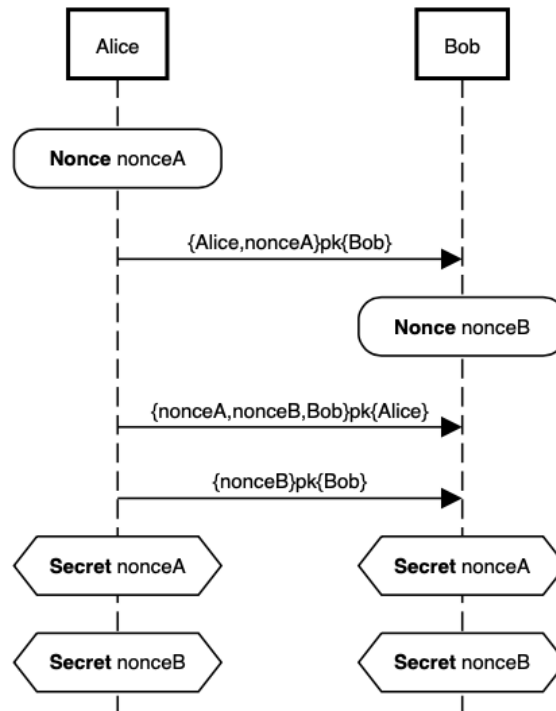 Alice
Bob
Nonce nonceA
{Alice,nonceA}pk{Bob}
Nonce nonceB
{nonceA,nonceB,Bob}pk{Alice}
{nonceB}pk{Bob}
Secret nonceA
Secret nonceA
Secret nonceB
Secret nonceB